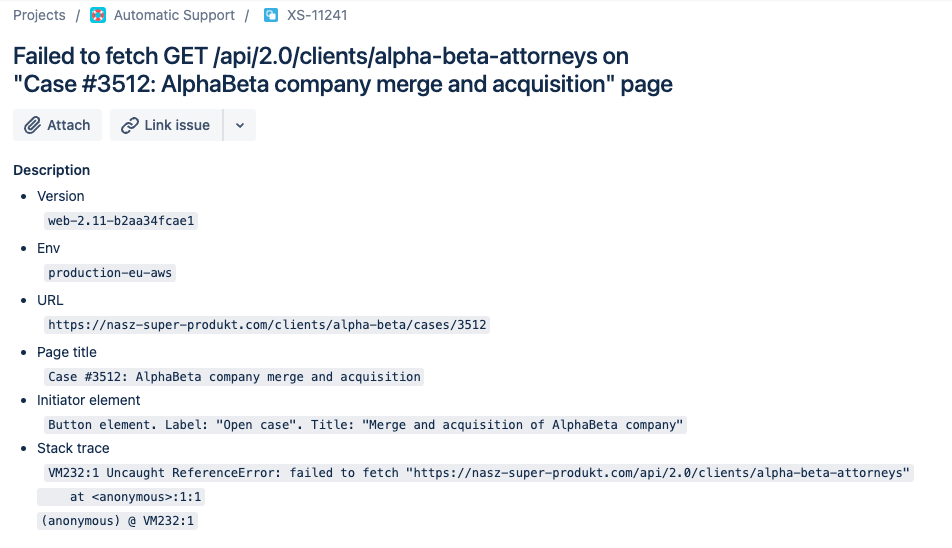 Projects / Automatic Support / XS-11241
Failed to fetch GET /api/2.0/clients/alpha-beta-attorneys on
"Case #3512: AlphaBeta company merge and acquisition" page
Attach Link issue
Description
• Version
web-2.11-b2aa34fcae1
• Env
production-eu-aws
• URL
https://nasz-super-produkt.com/clients/alpha-beta/cases/3512
• Page title
Case #3512: AlphaBeta company merge and acquisition
• Initiator element
Button element. Label: "Open case". Title: "Merge and acquisition of AlphaBeta company"
• Stack trace
VM232:1 Uncaught ReferenceError: failed to fetch "https://nasz-super-produkt.com/api/2.0/clients/alpha-beta-attorneys"
at <anonymous>:1:1
(anonymous) @ VM232:1